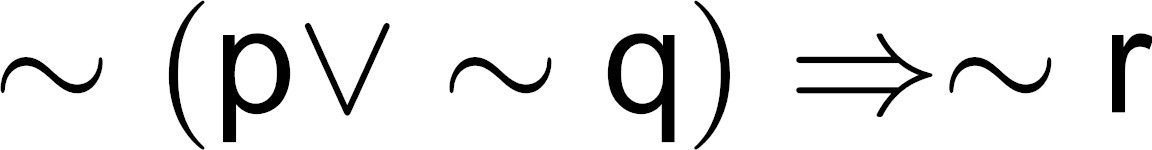 ∼ (p∨ ∼ q) ⇒∼ r